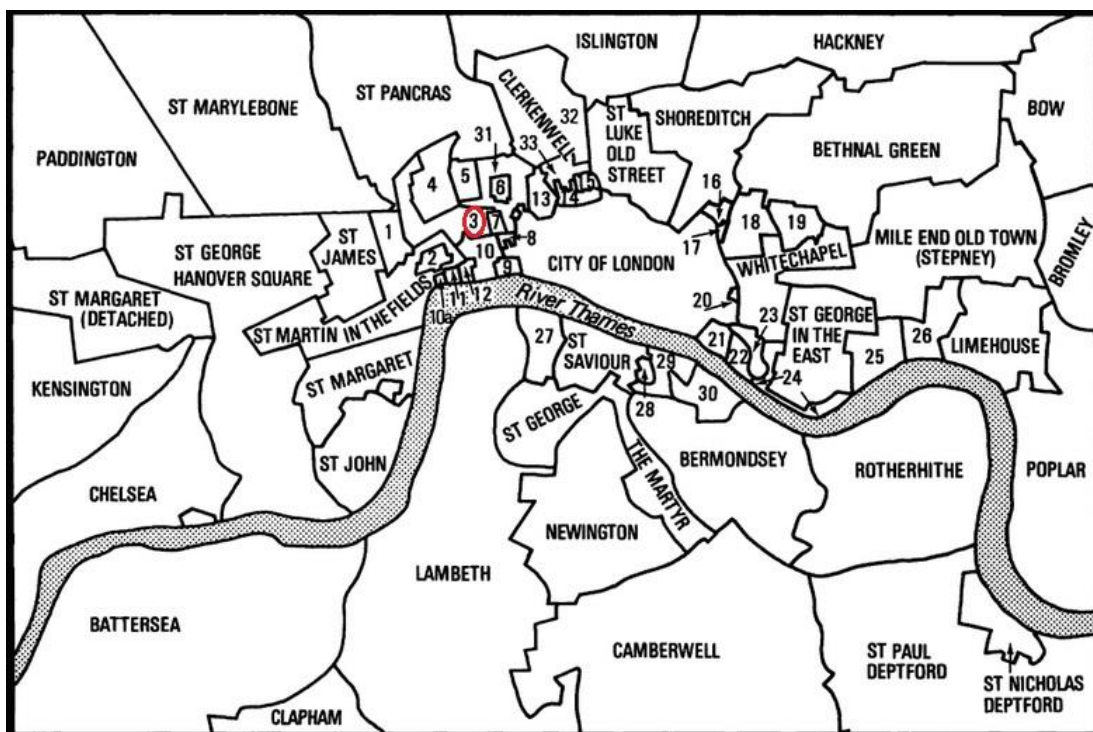 ISLINGTON
HACKNEY
ST MARYLEBONE
ST PANCRAS
CLERKENWELL
32
ST
LUKE
OLD
STREET
SHOREDITCH
BOW
PADDINGTON
31
33
BETHNAL GREEN
4
5
6
13
14
15
16
1
3
7
8
17
18
19
ST GEORGE
HANOVER SQUARE
ST
JAMES
2
10
9
CITY OF LONDON
WHITECHAPEL
MILE END OLD TOWN
(STEPNEY)
BROMLEY
ST MARGARET
(DETACHED)
ST MARTIN IN THE FIELDS
10a
11
12
River Thames
20
23
ST GEORGE
IN THE
EAST
26
LIMEHOUSE
KENSINGTON
ST MARGARET
27
ST
SAVIOUR
29
21
22
25
24
28
30
ST GEORGE
THE MARTYR
ST JOHN
BERMONDSEY
ROTHERHITHE
POPLAR
CHELSEA
NEWINGTON
LAMBETH
BATTERSEA
CAMBERWELL
ST PAUL
DEPTFORD
ST NICHOLAS
DEPTFORD
CLAPHAM